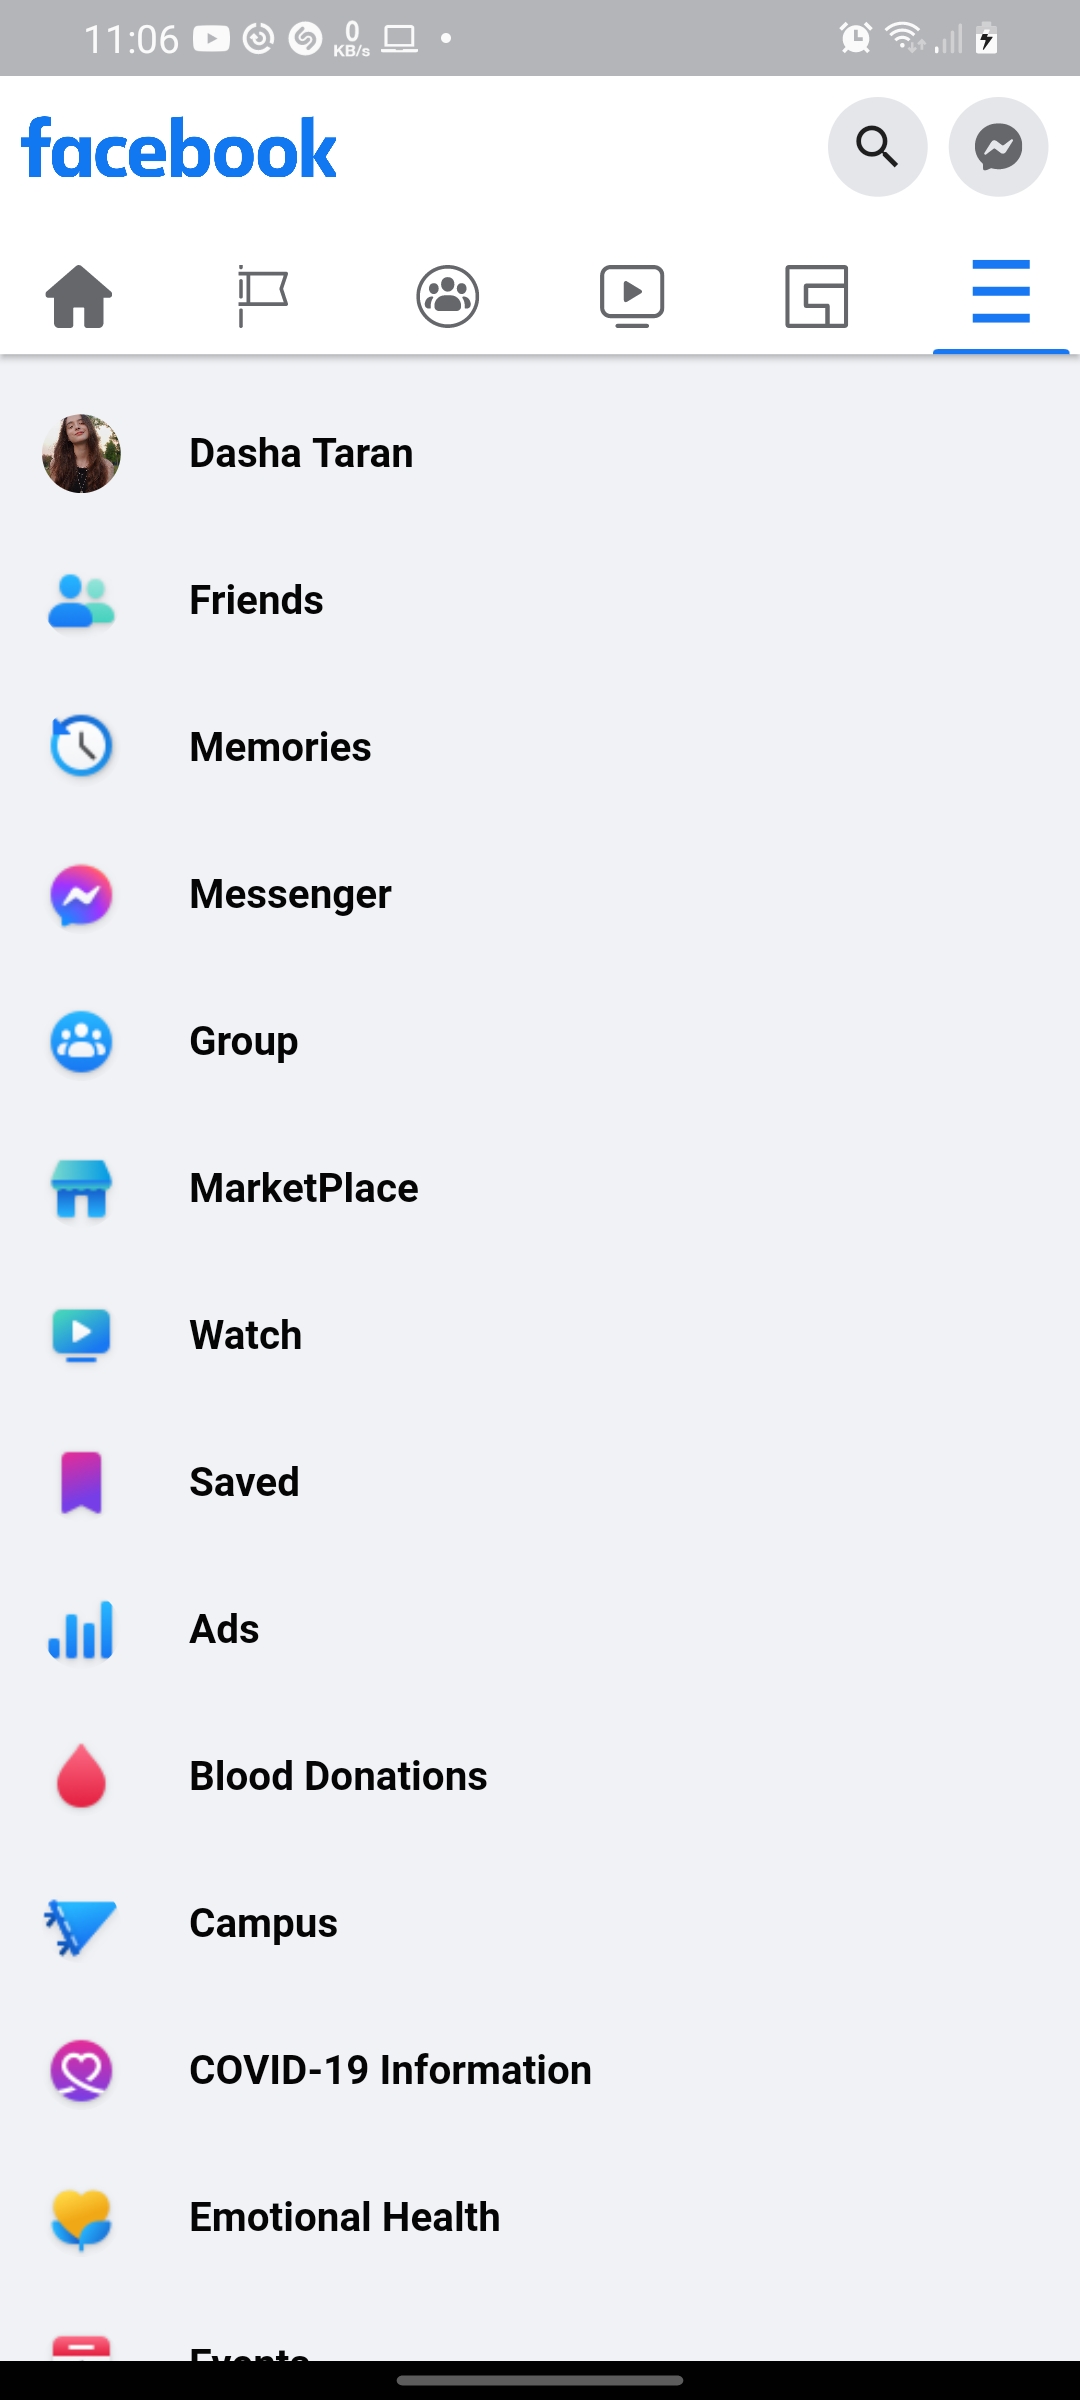 11:06 0 KB/s
facebook
Dasha Taran
Friends
Memories
Messenger
Group
MarketPlace
Watch
Saved
Ads
Blood Donations
Campus
COVID-19 Information
Emotional Health
Events